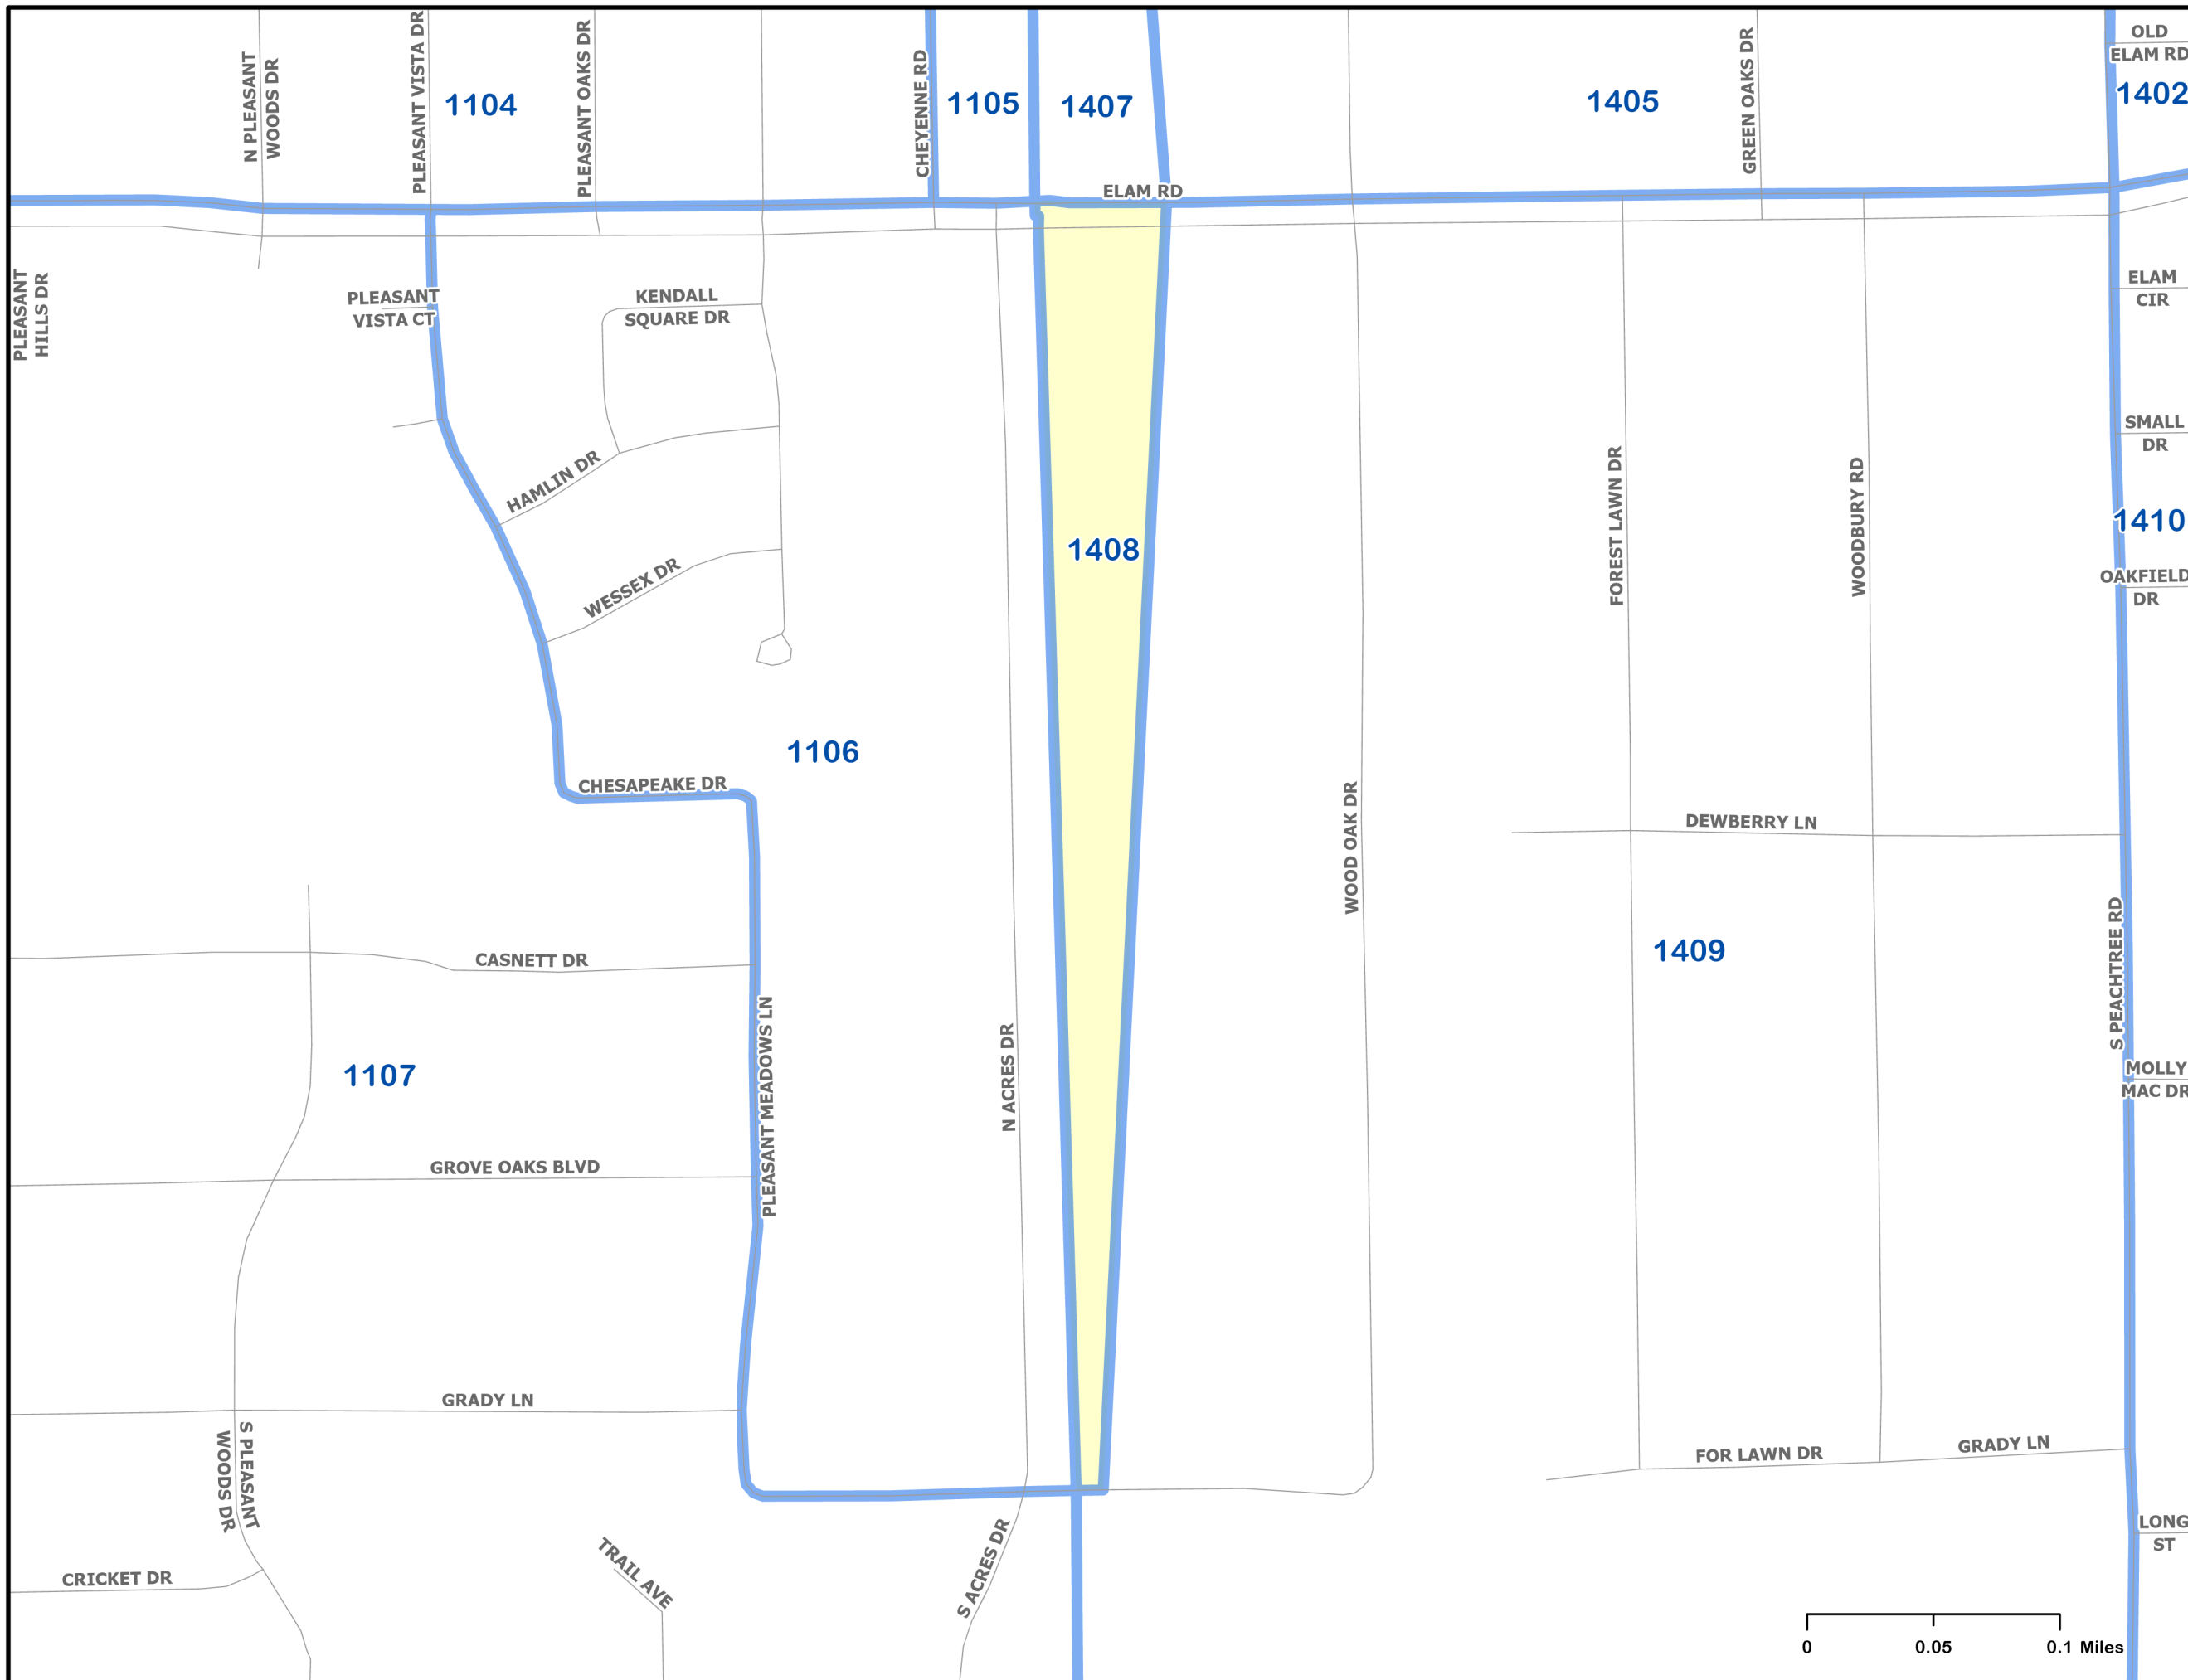 OLD
ELAM RD
N PLEASANT
WOODS DR
PLEASANT VISTA DR
1104
PLEASANT OAKS DR
CHEYENNE RD
1105
1407
1405
GREEN OAKS DR
1402
ELAM RD
PLEASANT
HILLS DR
PLEASANT
VISTA CT
KENDALL
SQUARE DR
ELAM
CIR
SMALL
DR
HAMLIN DR
1408
FOREST LAWN DR
WOODBURY RD
1410
WESSEX DR
OAKFIELD
DR
1106
CHESAPEAKE DR
WOOD OAK DR
DEWBERRY LN
CASNETT DR
1409
S PEACHTREE RD
PLEASANT MEADOWS LN
N ACRES DR
1107
MOLLY
MAC DR
GROVE OAKS BLVD
GRADY LN
S PLEASANT
WOODS DR
FOR LAWN DR
GRADY LN
LONG
ST
TRAIL AVE
S ACRES DR
CRICKET DR
0
0.05
0.1 Miles